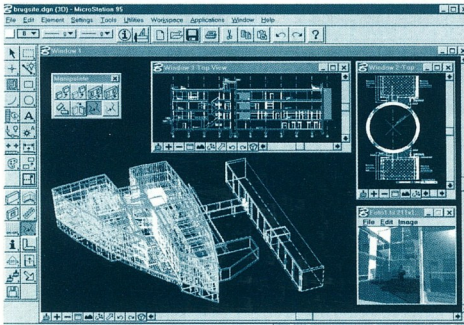 brugsite.dgn (3D) - MicroStation 95
File Edit Element Settings Tools Utilities Workspace Applications Window Help
Window 1
Manipulate
Window 3-Top View
Window 2-Top
File Edit Image